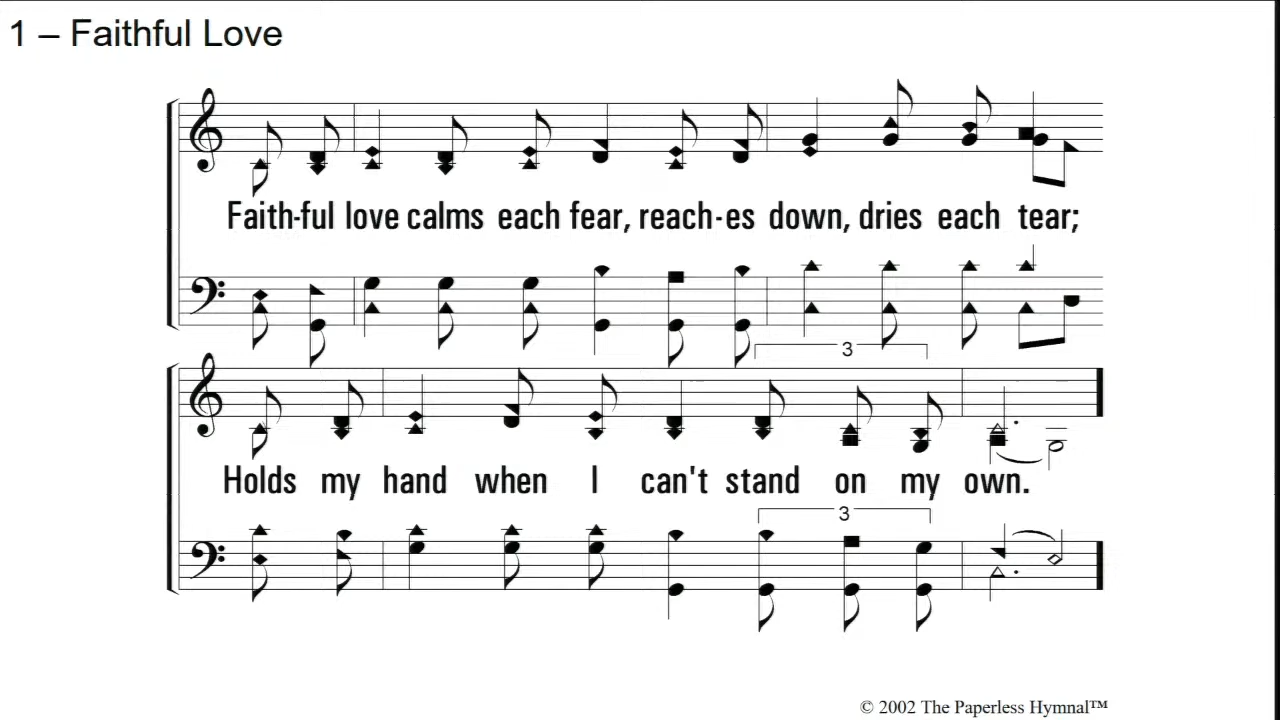 1 – Faithful Love
Faith-ful love calms each fear, reach-es down, dries each tear;
3
Holds my hand when I can't stand on my own.
3
© 2002 The Paperless Hymnal™